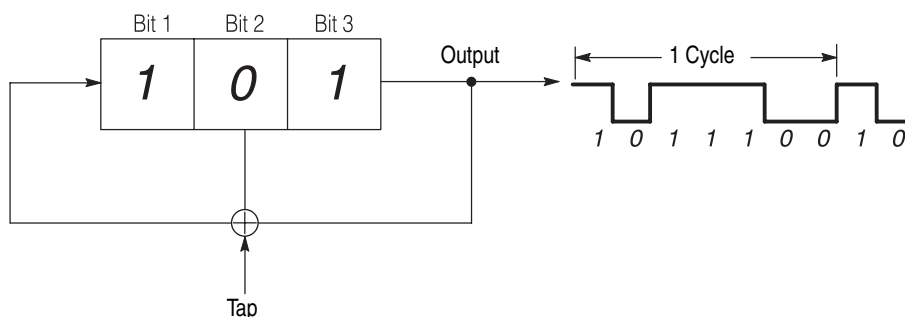 Bit 1 Bit 2 Bit 3
1 0 1
Output
1 Cycle
1 0 1 1 1 0 0 1 0
Tap